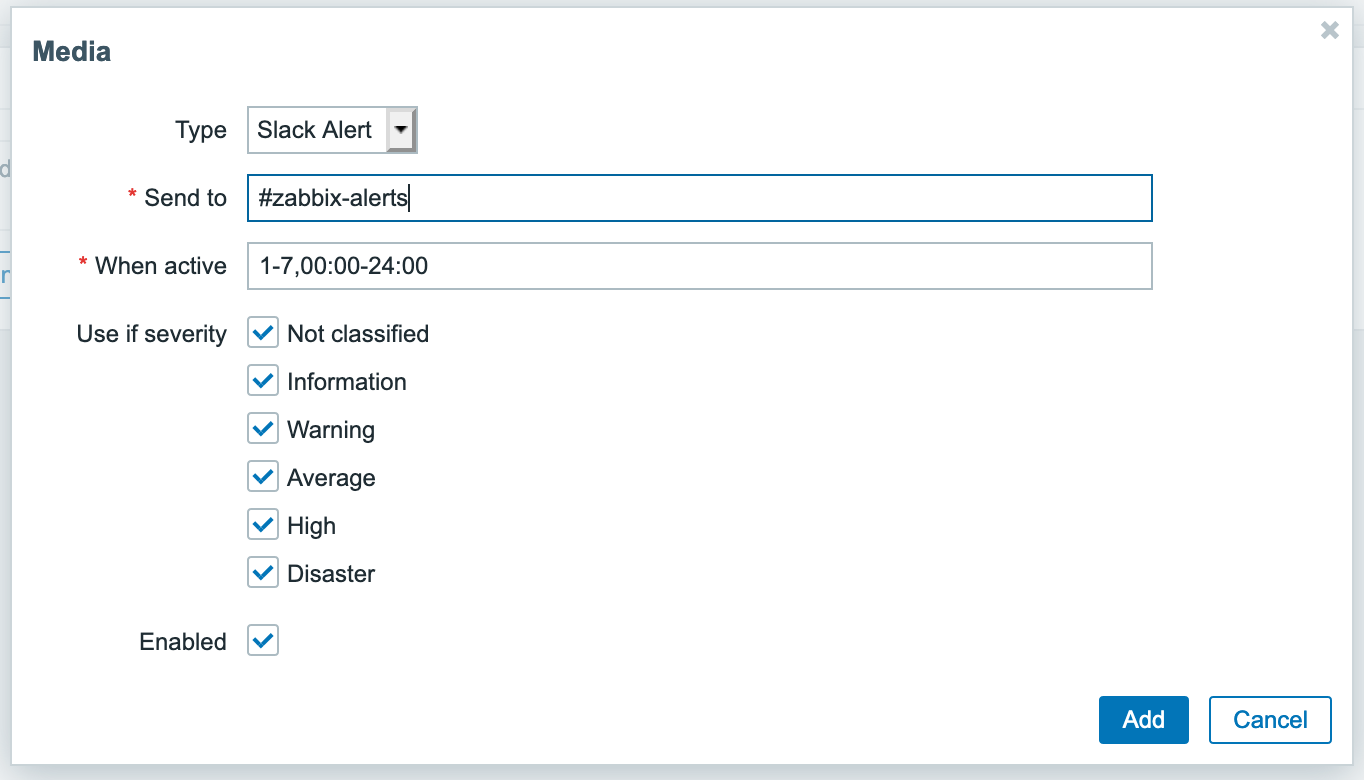 Media
Type Slack Alert
* Send to #zabbix-alerts
* When active 1-7,00:00-24:00
Use if severity Not classified
Information
Warning
Average
High
Disaster
Enabled
Add Cancel